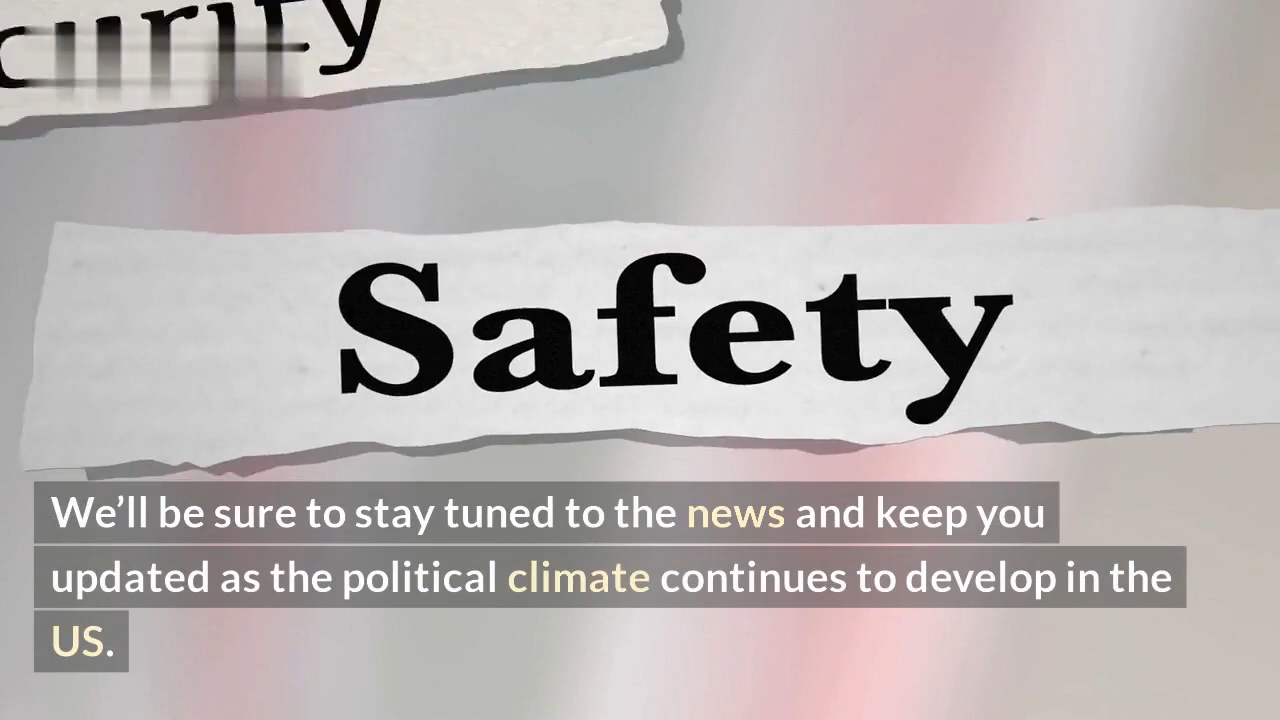 Safety
We’ll be sure to stay tuned to the news and keep you
updated as the political climate continues to develop in the
US.